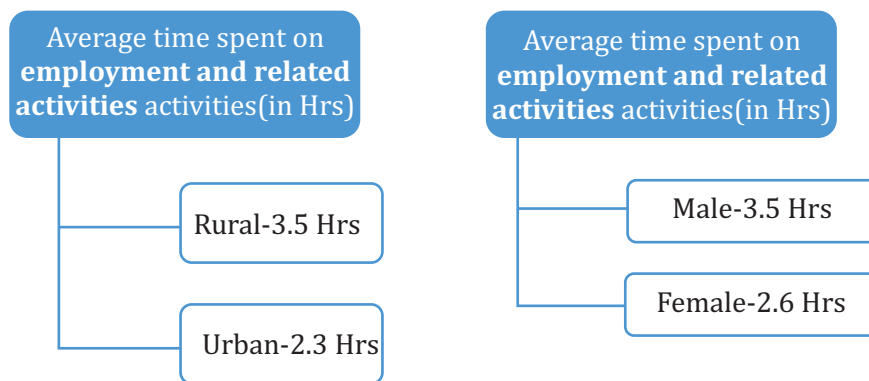 Average time spent on
employment and related
activities activities(in Hrs)
Rural-3.5 Hrs
Urban-2.3 Hrs
Average time spent on
employment and related
activities activities(in Hrs)
Male-3.5 Hrs
Female-2.6 Hrs